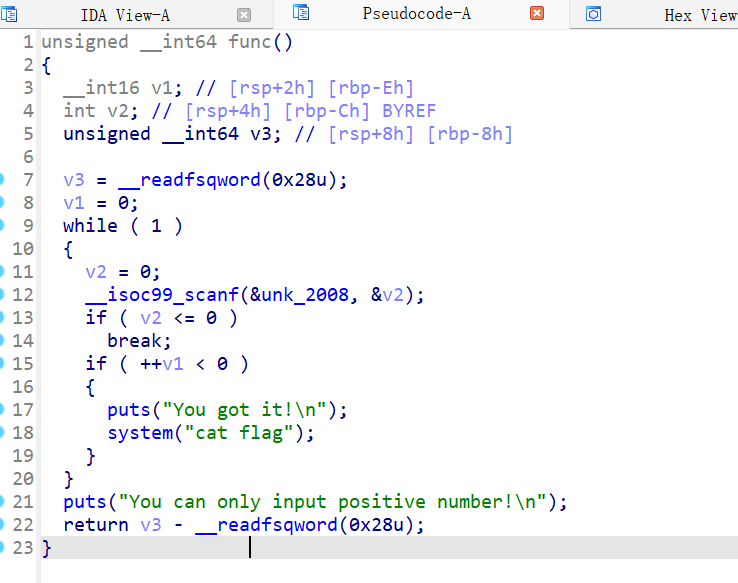 IDA View-A Pseudocode-A Hex View
1 unsigned __int64 func()
2 {
3   __int16 v1; // [rsp+2h] [rbp-Eh]
4   int v2; // [rsp+4h] [rbp-Ch] BYREF
5   unsigned __int64 v3; // [rsp+8h] [rbp-8h]
6
7   v3 = __readfsqword(0x28u);
8   v1 = 0;
9   while ( 1 )
10   {
11     v2 = 0;
12     __isoc99_scanf(&unk_2008, &v2);
13     if ( v2 <= 0 )
14       break;
15     if ( ++v1 < 0 )
16     {
17       puts("You got it!\n");
18       system("cat flag");
19     }
20   }
21   puts("You can only input positive number!\n");
22   return v3 - __readfsqword(0x28u);
23 }